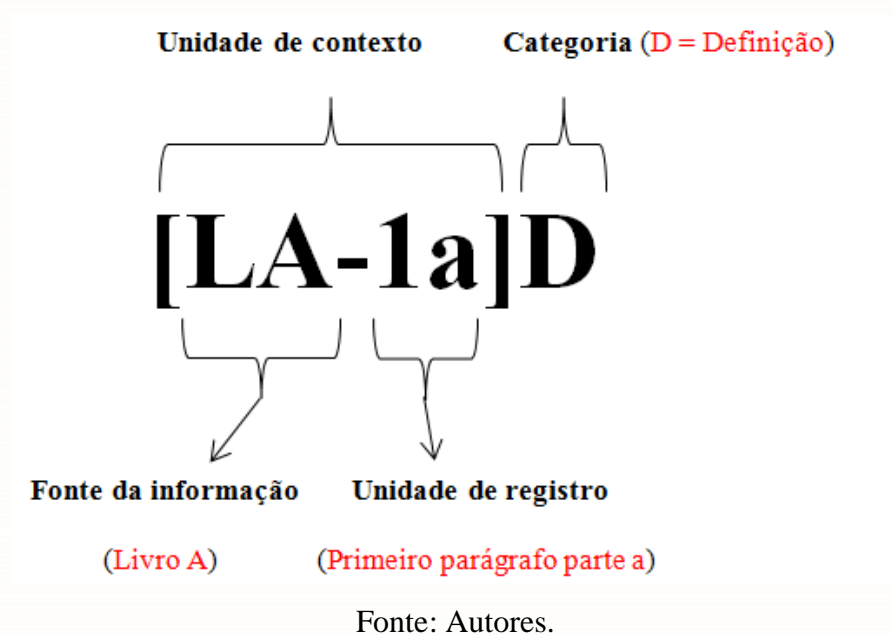 Unidade de contexto Categoria (D = Definição)
[LA-1a]D
Fonte da informação Unidade de registro
(Livro A) (Primeiro parágrafo parte a)
Fonte: Autores.